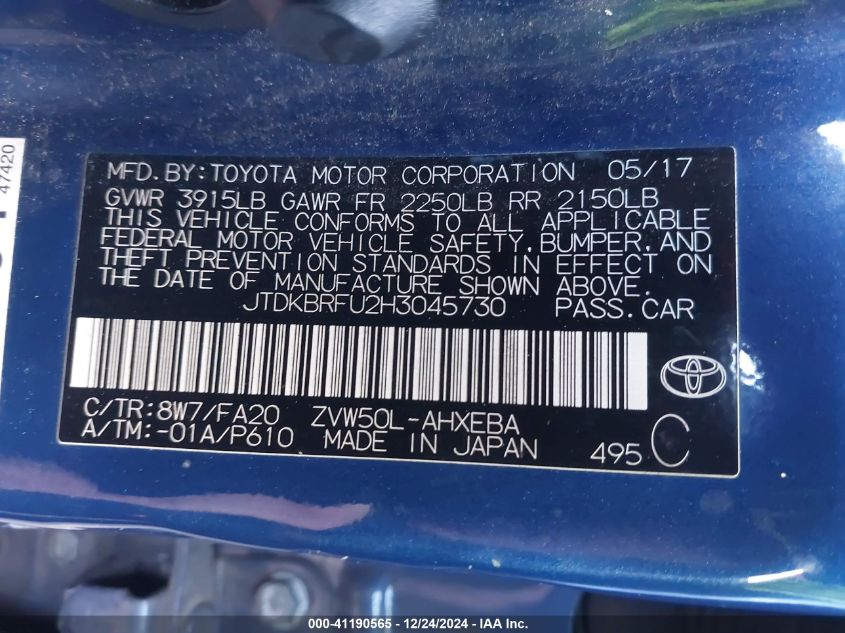 47420
MFD.BY:TOYOTA MOTOR CORPORATION 05/17
GVWR 3915LB GAWR FR 2250LB RR 2150LB
THIS VEHICLE CONFORMS TO ALL APPLICABLE
FEDERAL MOTOR VEHICLE SAFETY,BUMPER,AND
THEFT PREVENTION STANDARDS IN EFFECT ON
THE DATE OF MANUFACTURE SHOWN ABOVE.
JTDKBRFU2H3045730 PASS.CAR
C/TR:8W7/FA20 ZVW50L-AHXEBA
A/TM:-01A/P610 MADE IN JAPAN 495 C
000-41190565 - 12/24/2024 - IAA Inc.